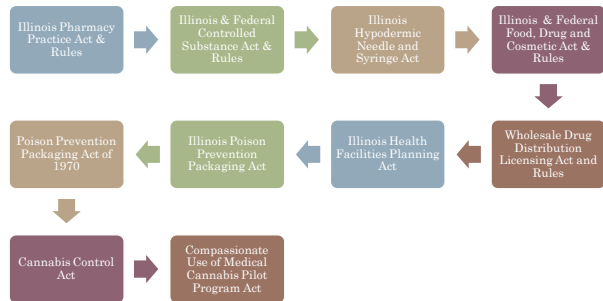 Illinois Pharmacy
Practice Act & Rules
Illinois & Federal
Controlled
Substance Act &
Rules
Illinois
Hypodermic
Needle and
Syringe Act
Illinois & Federal
Food, Drug and
Cosmetic Act &
Rules
Wholesale Drug
Distribution
Licensing Act and
Rules
Illinois Health
Facilities Planning
Act
Illinois Poison
Prevention
Packaging Act
Poison Prevention
Packaging Act of
1970
Cannabis Control
Act
Compassionate
Use of Medical
Cannabis Pilot
Program Act